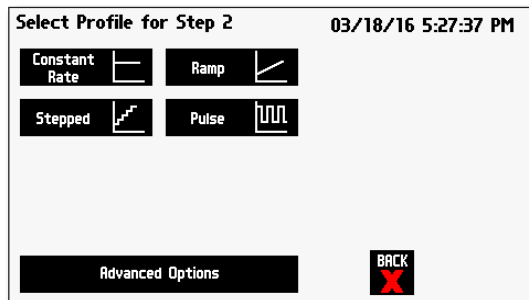 Select Profile for Step 2
03/18/16 5:27:37 PM
Constant
Rate
Ramp
Stepped
Pulse
Advanced Options
BACK
X